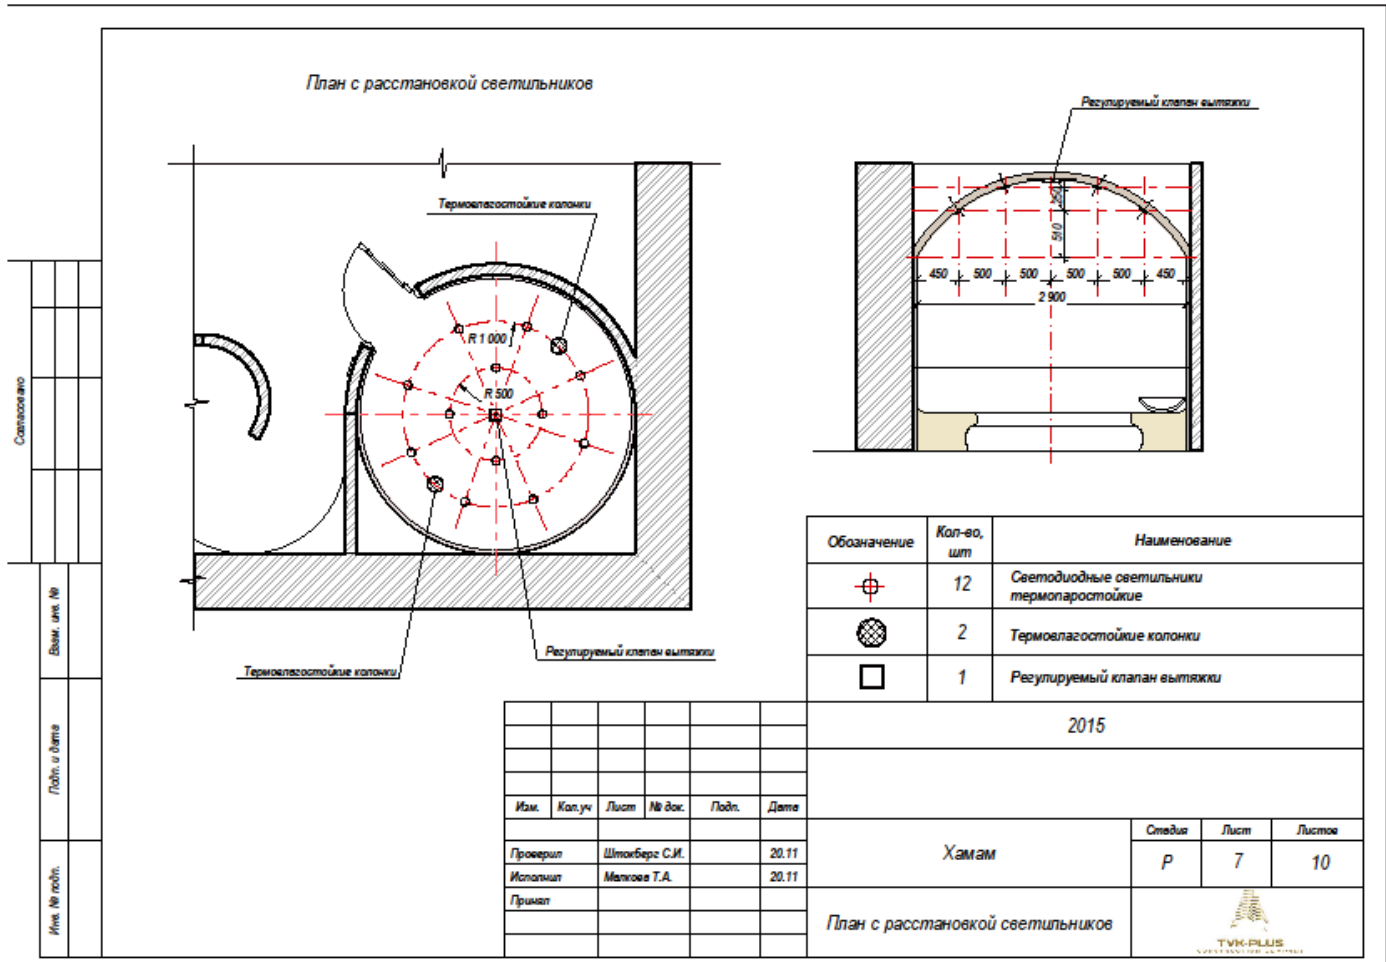 План с расстановкой светильников
Регулируемый клапан вытяжки
Термовлагостойкие колонки
R 1 000
R 500
250
510
450
500
500
500
500
450
2 900
Регулируемый клапан вытяжки
Термовлагостойкие колонки
Согласовано
Взам. инв. №
Подп. и дата
Инв. № подп.
Обозначение
Кол-во,
шт
Наименование
12
Светодиодные светильники
термопаростойкие
2
Термовлагостойкие колонки
1
Регулируемый клапан вытяжки
2015
Изм.
Кол.уч
Лист
№ док.
Подп.
Дата
Проверил
Штокберг С.И.
20.11
Исполнил
Малкова Т.А.
20.11
Принял
Хамам
Стадия
Лист
Листов
Р
7
10
План с расстановкой светильников
TVK-PLUS